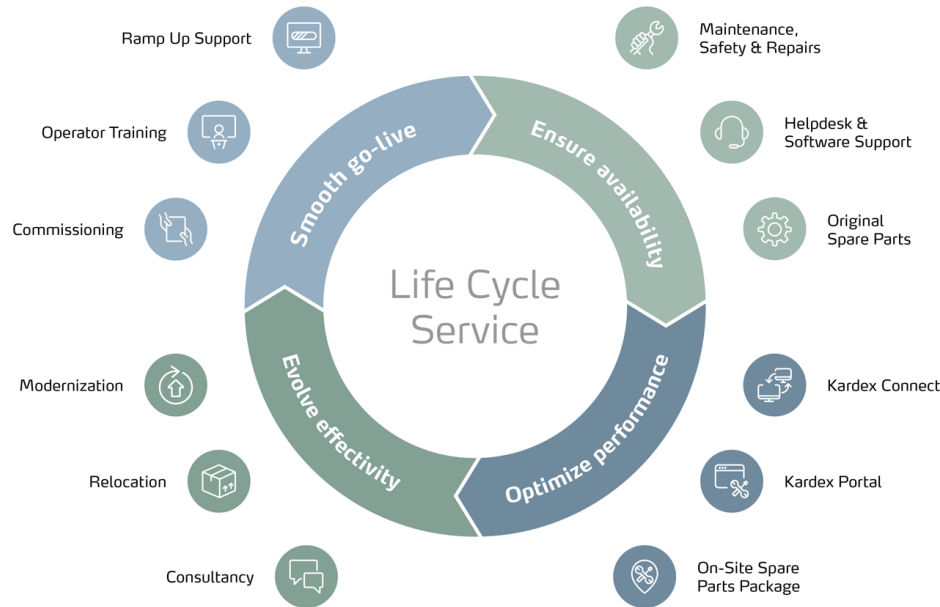 Ramp Up Support
Operator Training
Commissioning
Smooth go-live
Maintenance,
Safety & Repairs
Helpdesk &
Software Support
Original
Spare Parts
Ensure availability
Life Cycle
Service
Modernization
Relocation
Consultancy
Evolve effectivity
Kardex Connect
Kardex Portal
On-Site Spare
Parts Package
Optimize performance